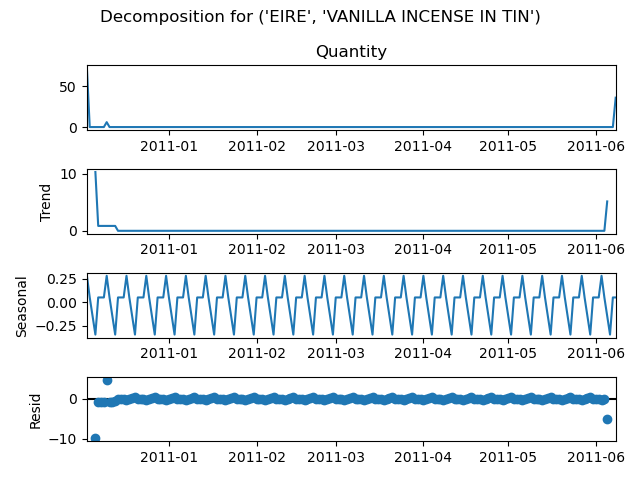 Decomposition for ('EIRE', 'VANILLA INCENSE IN TIN')
Quantity
50
0
2011-01 2011-02 2011-03 2011-04 2011-05 2011-06
Trend
10
0
2011-01 2011-02 2011-03 2011-04 2011-05 2011-06
Seasonal
0.25
0.00
−0.25
2011-01 2011-02 2011-03 2011-04 2011-05 2011-06
Resid
0
−10
2011-01 2011-02 2011-03 2011-04 2011-05 2011-06